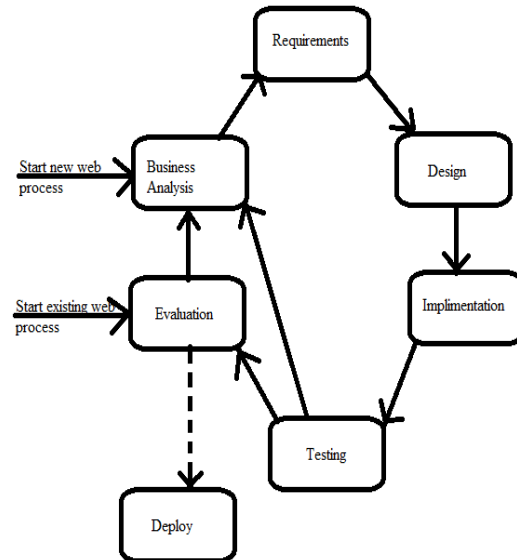 Requirements
Start new web
process
Business
Analysis
Design
Start existing web
process
Evaluation
Implimentation
Testing
Deploy